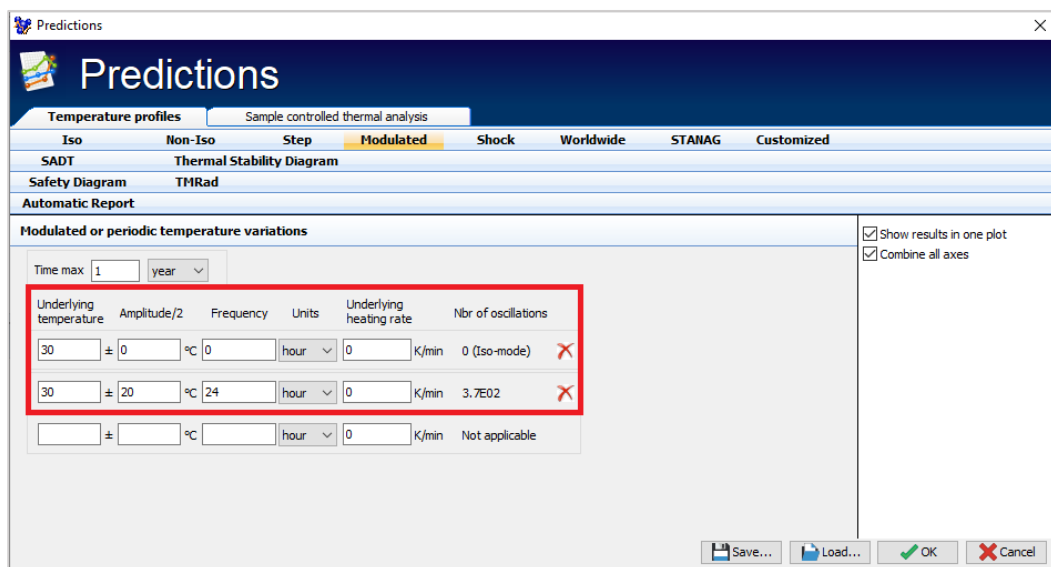 Predictions
Predictions
Temperature profiles Sample controlled thermal analysis
Iso Non-Iso Step Modulated Shock Worldwide STANAG Customized
SADT Thermal Stability Diagram
Safety Diagram TMRad
Automatic Report
Modulated or periodic temperature variations
Show results in one plot
Combine all axes
Time max 1 year
Underlying temperature Amplitude/2 Frequency Units Underlying heating rate Nbr of oscillations
30 ± 0 ºC 0 hour 0 K/min 0 (Iso-mode)
30 ± 20 ºC 24 hour 0 K/min 3.7E02
± ºC hour 0 K/min Not applicable
Save... Load... OK Cancel